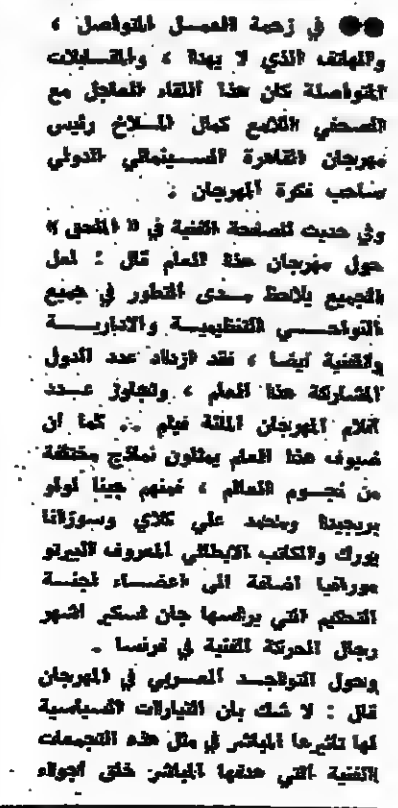 ●● في زحمة العمل المتواصل ،
والهاتف الذي لا يهدأ ، والمقابلات
المتواصلة كان هذا اللقاء العاجل مع
الصحفي اللامع كمال الملاخ رئيس
مهرجان القاهرة السينمائي الدولي
صاحب فكرة المهرجان .
وفي حديث للصفحة الفنية في « الملحق »
حول مهرجان هذا العام قال : لعل
الجميع يلاحظ مدى التطور في جميع
النواحي التنظيمية والادارية
والفنية ايضا ، فقد ازداد عدد الدول
المشاركة هذا العام ، وتجاوز عدد
افلام المهرجان المئة فيلم .. كما ان
ضيوف هذا العام يمثلون نماذج مختلفة
من نجوم العالم ، فمنهم جينا لولو
بريجيدا ومحمد علي كلاي وسوزانا
يورك والكاتب الايطالي المعروف البيرتو
مورافيا اضافة الى اعضاء لجنة
التحكيم التي يرأسها جان تسكير اشهر
رجال الحركة الفنية في فرنسا .
وحول التواجد العربي في المهرجان
قال : لا شك بان التيارات السياسية
لها تأثيرها المباشر في مثل هذه التجمعات
الفنية التي هدفها المباشر خلق اجواء